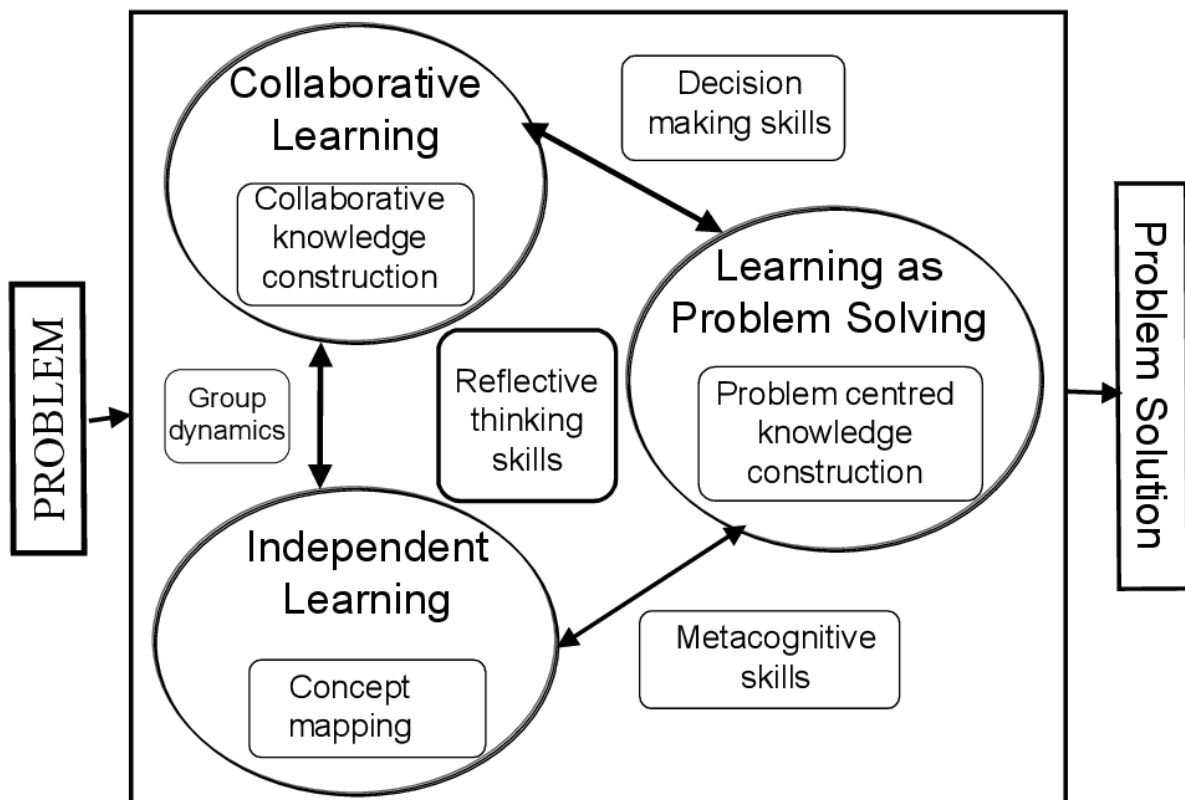 PROBLEM
Collaborative
Learning
Collaborative
knowledge
construction
Decision
making skills
Group
dynamics
Reflective
thinking
skills
Learning as
Problem Solving
Problem centred
knowledge
construction
Independent
Learning
Concept
mapping
Metacognitive
skills
Problem Solution